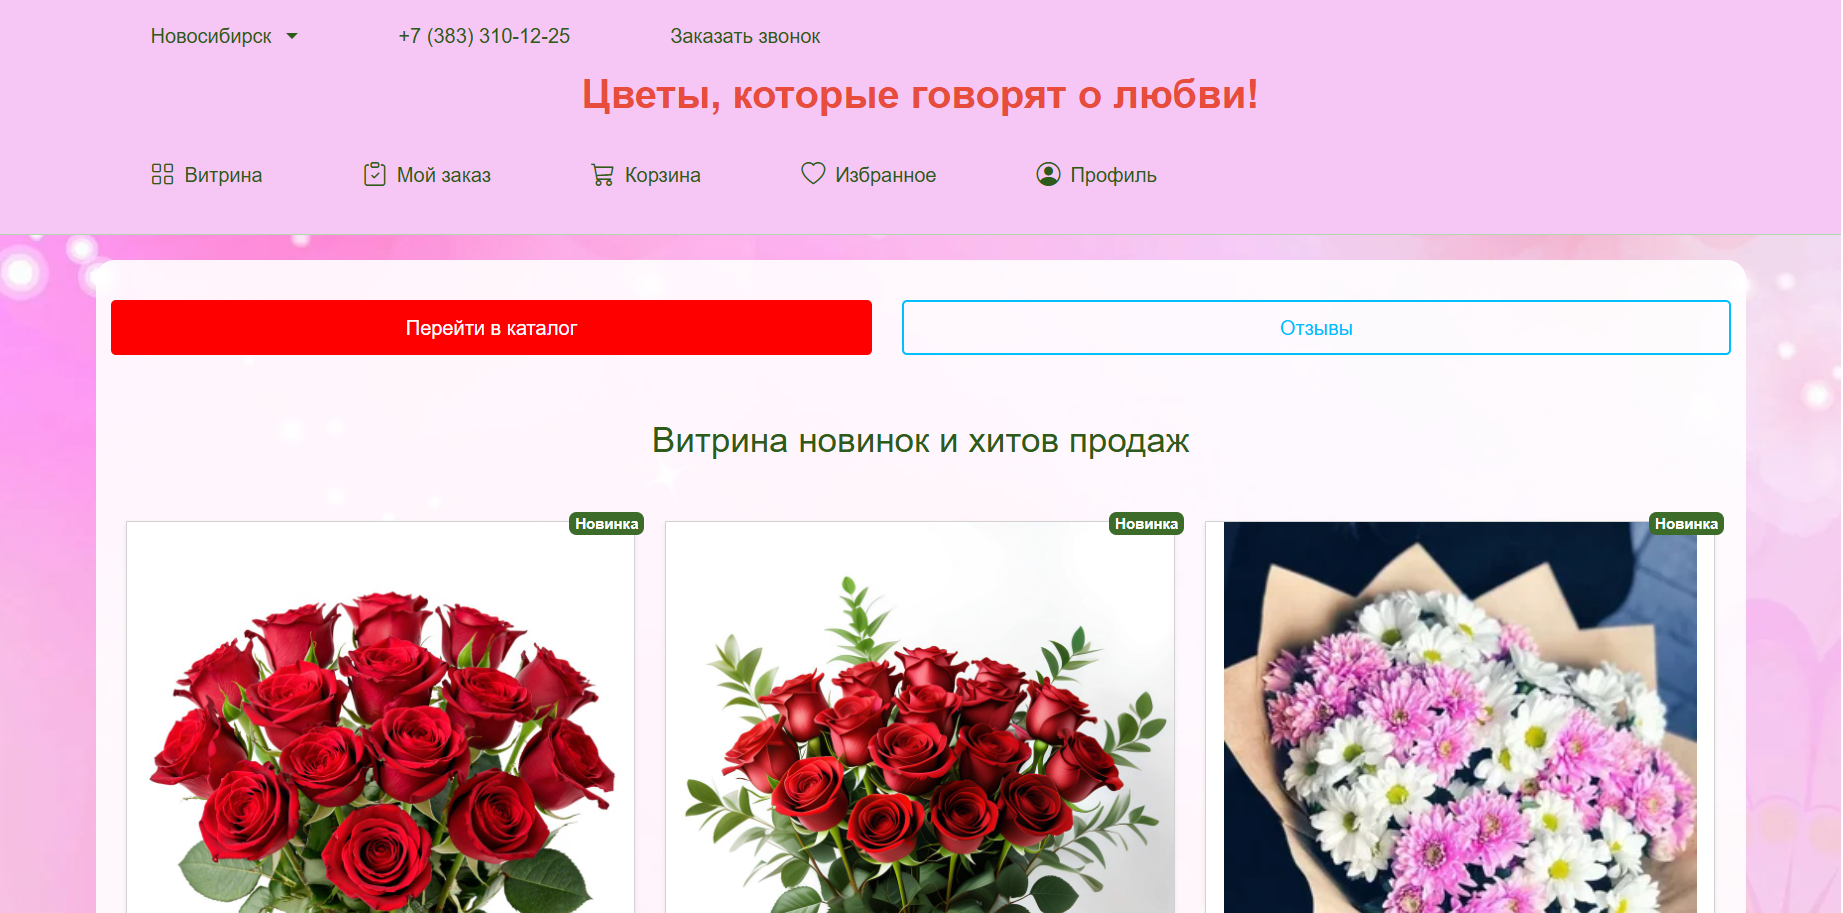 Новосибирск
+7 (383) 310-12-25
Заказать звонок
Цветы, которые говорят о любви!
Витрина
Мой заказ
Корзина
Избранное
Профиль
Перейти в каталог
Отзывы
Витрина новинок и хитов продаж
Новинка
Новинка
Новинка